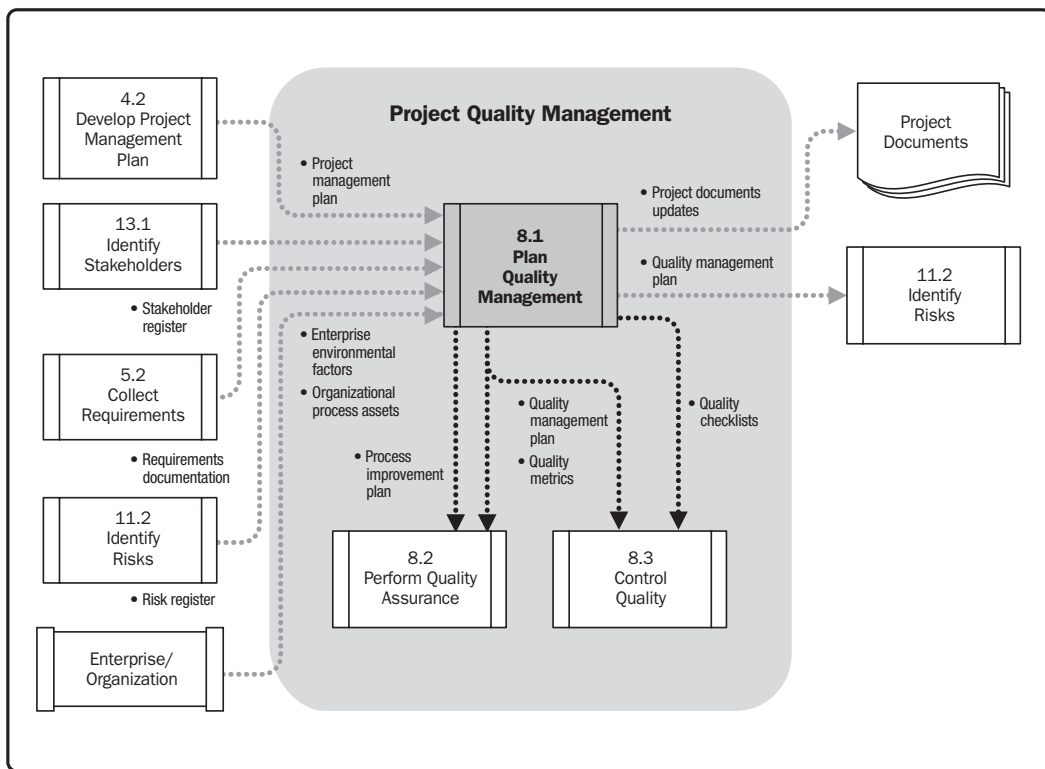 4.2
Develop Project
Management
Plan
Project Quality Management
Project
Documents
• Project
management
plan
• Project documents
updates
13.1
Identify
Stakeholders
8.1
Plan
Quality
Management
• Quality management
plan
11.2
Identify
Risks
• Stakeholder
register
• Enterprise
environmental
factors
• Organizational
process assets
5.2
Collect
Requirements
• Quality
management
plan
• Quality
metrics
• Quality
checklists
• Requirements
documentation
• Process
improvement
plan
11.2
Identify
Risks
8.2
Perform Quality
Assurance
8.3
Control
Quality
• Risk register
Enterprise/
Organization